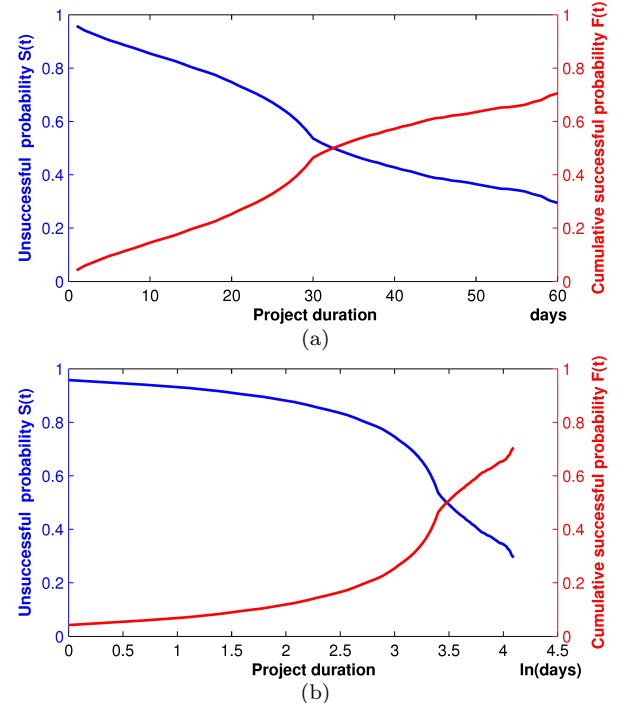 Unsuccessful probability S(t)
1
0.8
0.6
0.4
0.2
0
Cumulative successful probability F(t)
1
0.8
0.6
0.4
0.2
0
0 10 20 30 40 50 60
Project duration days
(a)
Unsuccessful probability S(t)
1
0.8
0.6
0.4
0.2
0
Cumulative successful probability F(t)
1
0.8
0.6
0.4
0.2
0
0 0.5 1 1.5 2 2.5 3 3.5 4 4.5
Project duration ln(days)
(b)